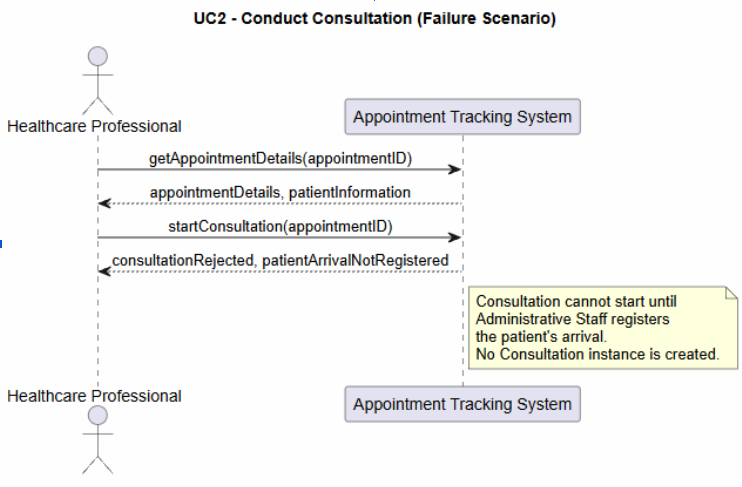 UC2 - Conduct Consultation (Failure Scenario)
Healthcare Professional
Appointment Tracking System
getAppointmentDetails(appointmentID)
appointmentDetails, patientInformation
startConsultation(appointmentID)
consultationRejected, patientArrivalNotRegistered
Consultation cannot start until
Administrative Staff registers
the patient's arrival.
No Consultation instance is created.
Healthcare Professional
Appointment Tracking System